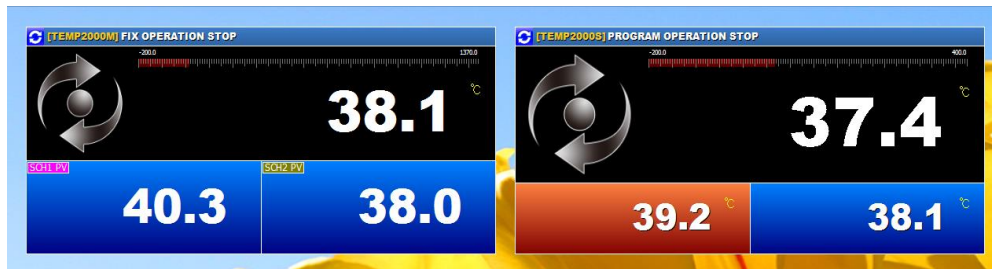 [TEMP2000M] FIX OPERATION STOP
-200.0 1370.0
38.1 °C
SCH1 PV SCH2 PV
40.3 38.0
[TEMP2000S] PROGRAM OPERATION STOP
-200.0 400.0
37.4 °C
39.2 °C 38.1 °C